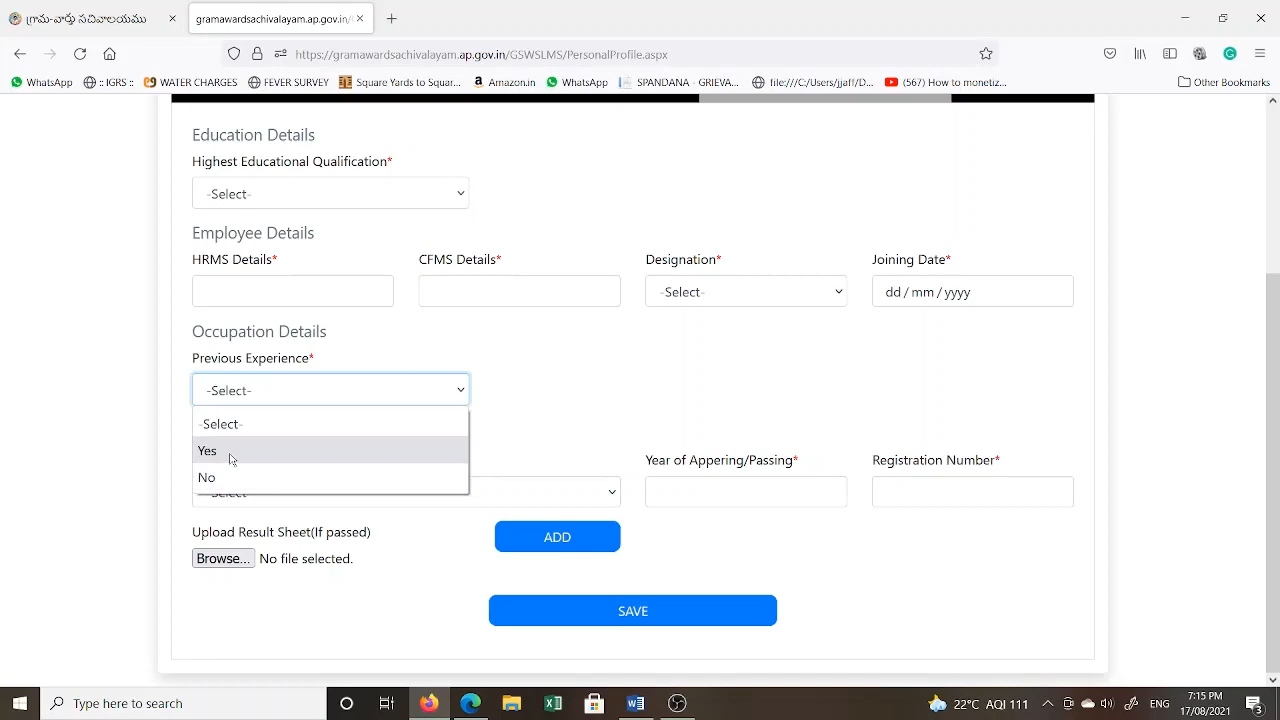 గ్రామ-వార్డు సచివాలయము
gramawardsachivalayam.ap.gov.in/
https://gramawardsachivalayam.ap.gov.in/GSWSLMS/PersonalProfile.aspx
WhatsApp :: IGRS :: WATER CHARGES FEVER SURVEY Square Yards to Squar... Amazon.in WhatsApp SPANDANA - GRIEVA... file:///C:/Users/jjaff/D... (567) How to monetiz... Other Bookmarks
Education Details
Highest Educational Qualification*
-Select-
Employee Details
HRMS Details* CFMS Details* Designation* Joining Date*
-Select- dd / mm / yyyy
Occupation Details
Previous Experience*
-Select-
-Select-
Yes
No
Year of Appering/Passing* Registration Number*
-Select-
Upload Result Sheet(If passed) ADD
Browse... No file selected.
SAVE
Type here to search
22°C AQI 111 ENG 7:15 PM
17/08/2021 3